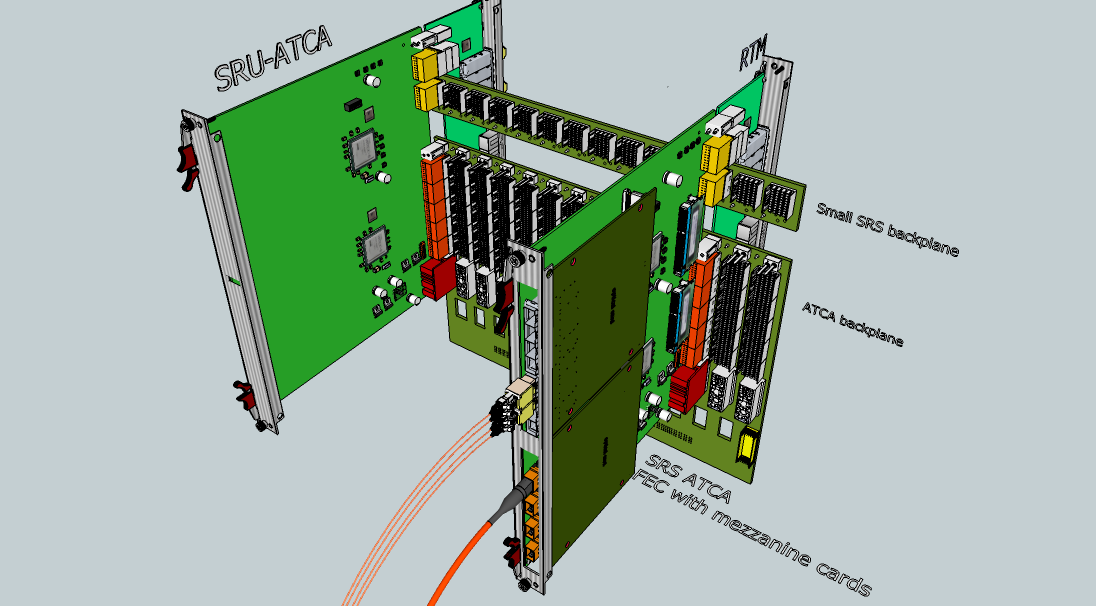 SRU-ATCA
RTM
Small SRS backplane
ATCA backplane
SRS ATCA
FEC with mezzanine cards